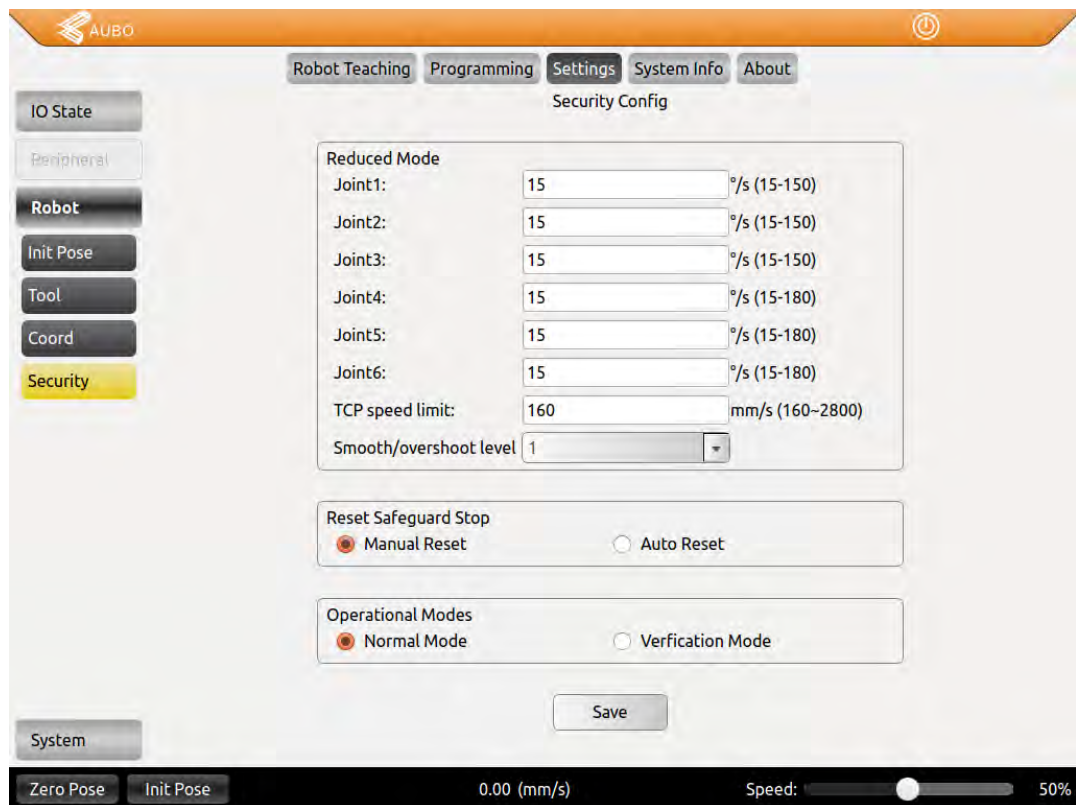 AUBO
Robot Teaching Programming Settings System Info About
Security Config
IO State
Peripheral
Robot
Init Pose
Tool
Coord
Security
Reduced Mode
Joint1: 15 °/s (15-150)
Joint2: 15 °/s (15-150)
Joint3: 15 °/s (15-150)
Joint4: 15 °/s (15-180)
Joint5: 15 °/s (15-180)
Joint6: 15 °/s (15-180)
TCP speed limit: 160 mm/s (160~2800)
Smooth/overshoot level 1
Reset Safeguard Stop
Manual Reset Auto Reset
Operational Modes
Normal Mode Verfication Mode
Save
System
Zero Pose Init Pose 0.00 (mm/s) Speed: 50%